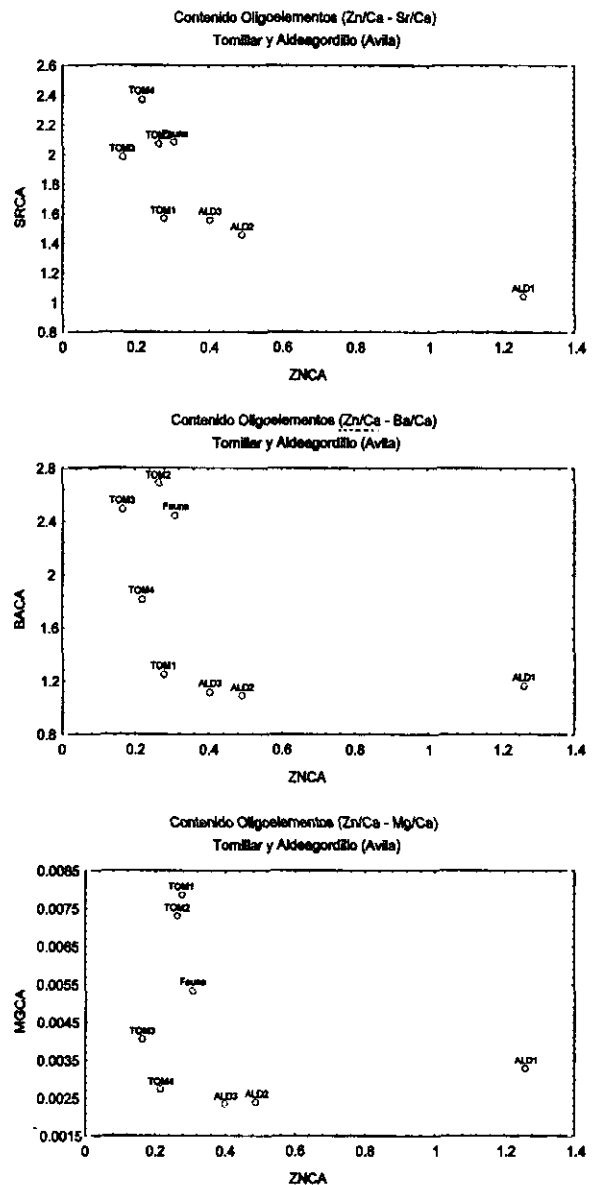 Contenido Oligoelementos (Zn/Ca - Sr/Ca)
Tomillar y Aldeagordillo (Avila)
2.6
2.4
2.2
2
1.8
1.6
1.4
1.2
1
0.8
SRCA
TOM4
Fauna
TOM3
TOM1
ALD3
ALD2
ALD1
0
0.2
0.4
0.6
0.8
1
1.2
1.4
ZNCA
Contenido Oligoelementos (Zn/Ca - Ba/Ca)
Tomillar y Aldeagordillo (Avila)
2.8
2.4
2
1.6
1.2
0.8
BACA
TOM2
TOM3
Fauna
TOM4
TOM1
ALD3
ALD2
ALD1
0
0.2
0.4
0.6
0.8
1
1.2
1.4
ZNCA
Contenido Oligoelementos (Zn/Ca - Mg/Ca)
Tomillar y Aldeagordillo (Avila)
0.0085
0.0075
0.0065
0.0055
0.0045
0.0035
0.0025
0.0015
MGCA
TOM1
TOM2
Fauna
TOM3
TOM4
ALD3
ALD2
ALD1
0
0.2
0.4
0.6
0.8
1
1.2
1.4
ZNCA